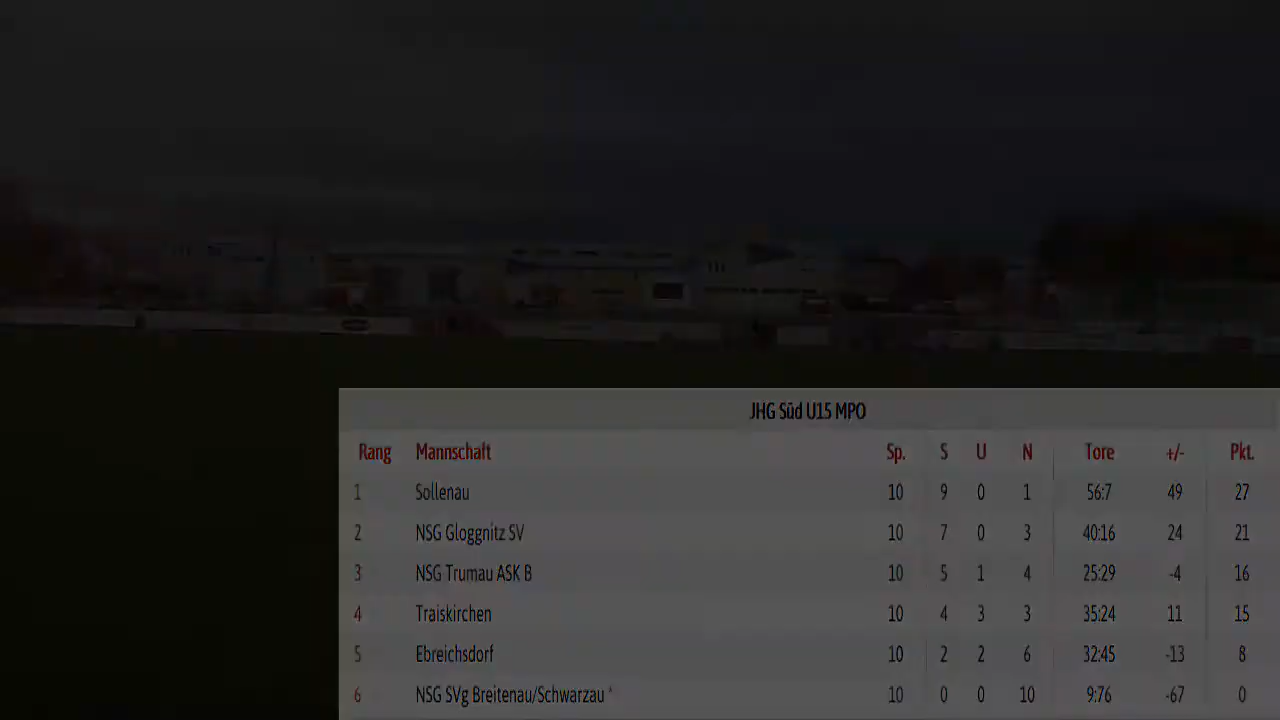 JHG Süd U15 MPO
Rang Mannschaft Sp. S U N Tore +/- Pkt.
1 Sollenau 10 9 0 1 56:7 49 27
2 NSG Gloggnitz SV 10 7 0 3 40:16 24 21
3 NSG Trumau ASK B 10 5 1 4 25:29 -4 16
4 Traiskirchen 10 4 3 3 35:24 11 15
5 Ebreichsdorf 10 2 2 6 32:45 -13 8
6 NSG SVg Breitenau/Schwarzau * 10 0 0 10 9:76 -67 0